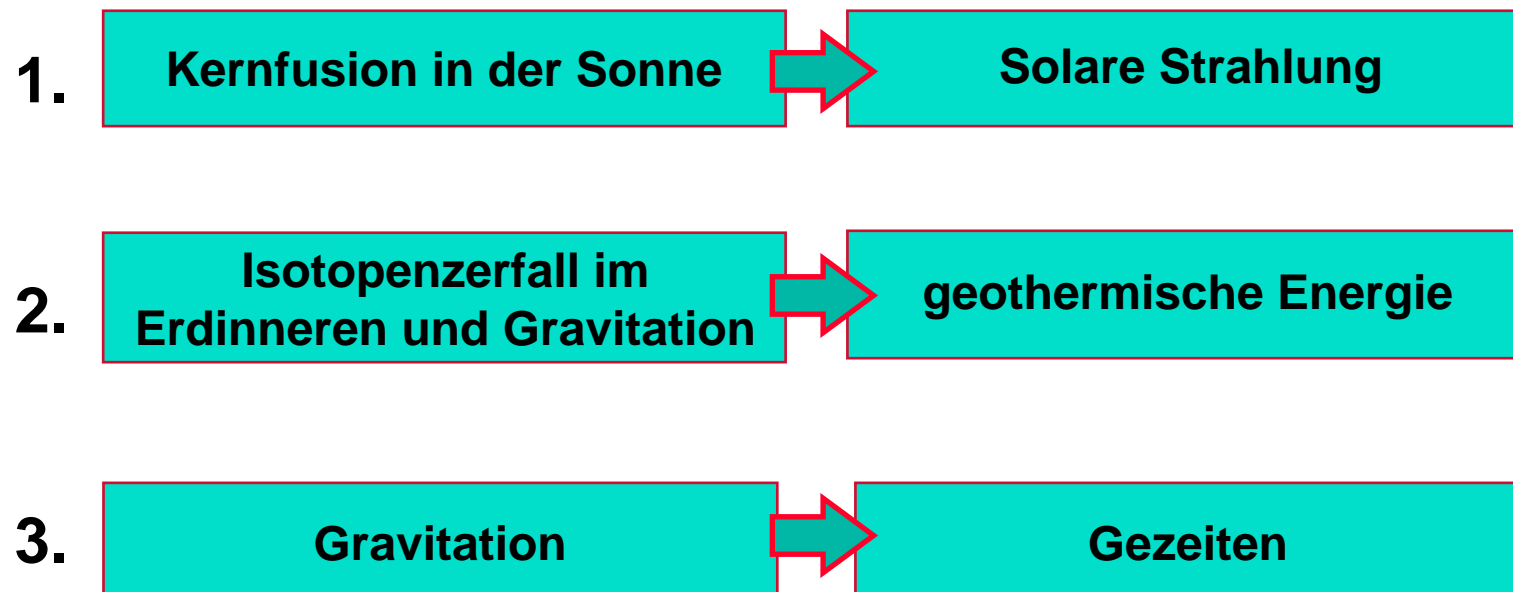 1.
Kernfusion in der Sonne
Solare Strahlung
2.
Isotopenzerfall im
Erdinneren und Gravitation
geothermische Energie
3.
Gravitation
Gezeiten